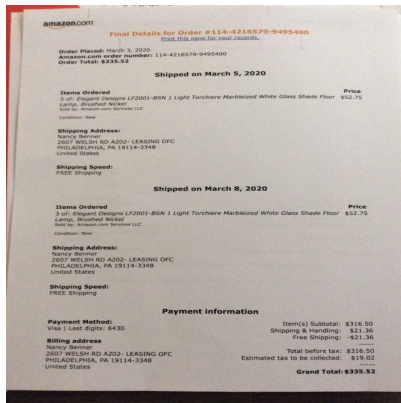 amazon.com
Final Details for Order #114-4216579-9495400
Print this page for your records.
Order Placed: March 3, 2020
Amazon.com order number: 114-4216579-9495400
Order Total: $335.52
Shipped on March 5, 2020
Items Ordered Price
3 of: Elegant Designs LF2001-BSN 1 Light Torchiere Marbleized White Glass Shade Floor $52.75
Lamp, Brushed Nickel
Sold by: Amazon.com Services LLC
Condition: New
Shipping Address:
Nancy Benner
2607 WELSH RD A202- LEASING OFC
PHILADELPHIA, PA 19114-3348
United States
Shipping Speed:
FREE Shipping
Shipped on March 8, 2020
Items Ordered Price
3 of: Elegant Designs LF2001-BSN 1 Light Torchiere Marbleized White Glass Shade Floor $52.75
Lamp, Brushed Nickel
Sold by: Amazon.com Services LLC
Condition: New
Shipping Address:
Nancy Benner
2607 WELSH RD A202- LEASING OFC
PHILADELPHIA, PA 19114-3348
United States
Shipping Speed:
FREE Shipping
Payment information
Payment Method:
Visa | Last digits: 6430
Billing address
Nancy Benner
2607 WELSH RD A202- LEASING OFC
PHILADELPHIA, PA 19114-3348
United States
Item(s) Subtotal: $316.50
Shipping & Handling: $21.36
Free Shipping: -$21.36
-----
Total before tax: $316.50
Estimated tax to be collected: $19.02
-----
Grand Total: $335.52